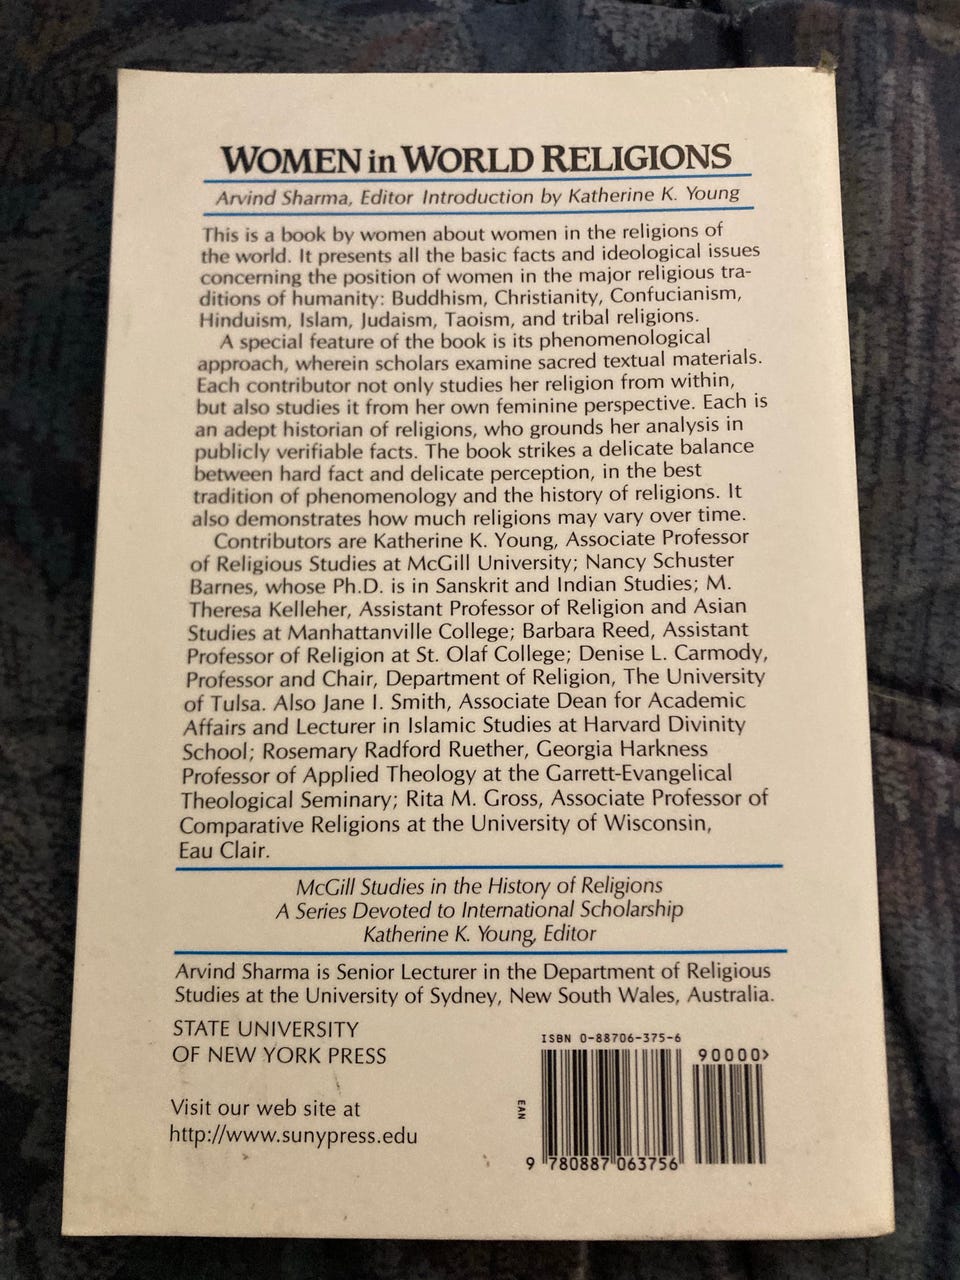 WOMEN in WORLD RELIGIONS
Arvind Sharma, Editor Introduction by Katherine K. Young
This is a book by women about women in the religions of
the world. It presents all the basic facts and ideological issues
concerning the position of women in the major religious tra-
ditions of humanity: Buddhism, Christianity, Confucianism,
Hinduism, Islam, Judaism, Taoism, and tribal religions.
A special feature of the book is its phenomenological
approach, wherein scholars examine sacred textual materials.
Each contributor not only studies her religion from within,
but also studies it from her own feminine perspective. Each is
an adept historian of religions, who grounds her analysis in
publicly verifiable facts. The book strikes a delicate balance
between hard fact and delicate perception, in the best
tradition of phenomenology and the history of religions. It
also demonstrates how much religions may vary over time.
Contributors are Katherine K. Young, Associate Professor
of Religious Studies at McGill University; Nancy Schuster
Barnes, whose Ph.D. is in Sanskrit and Indian Studies; M.
Theresa Kelleher, Assistant Professor of Religion and Asian
Studies at Manhattanville College; Barbara Reed, Assistant
Professor of Religion at St. Olaf College; Denise L. Carmody,
Professor and Chair, Department of Religion, The University
of Tulsa. Also Jane I. Smith, Associate Dean for Academic
Affairs and Lecturer in Islamic Studies at Harvard Divinity
School; Rosemary Radford Ruether, Georgia Harkness
Professor of Applied Theology at the Garrett-Evangelical
Theological Seminary; Rita M. Gross, Associate Professor of
Comparative Religions at the University of Wisconsin,
Eau Clair.
McGill Studies in the History of Religions
A Series Devoted to International Scholarship
Katherine K. Young, Editor
Arvind Sharma is Senior Lecturer in the Department of Religious
Studies at the University of Sydney, New South Wales, Australia.
STATE UNIVERSITY
OF NEW YORK PRESS
Visit our web site at
http://www.sunypress.edu
ISBN 0-88706-375-6
90000>
EAN
9 780887 063756